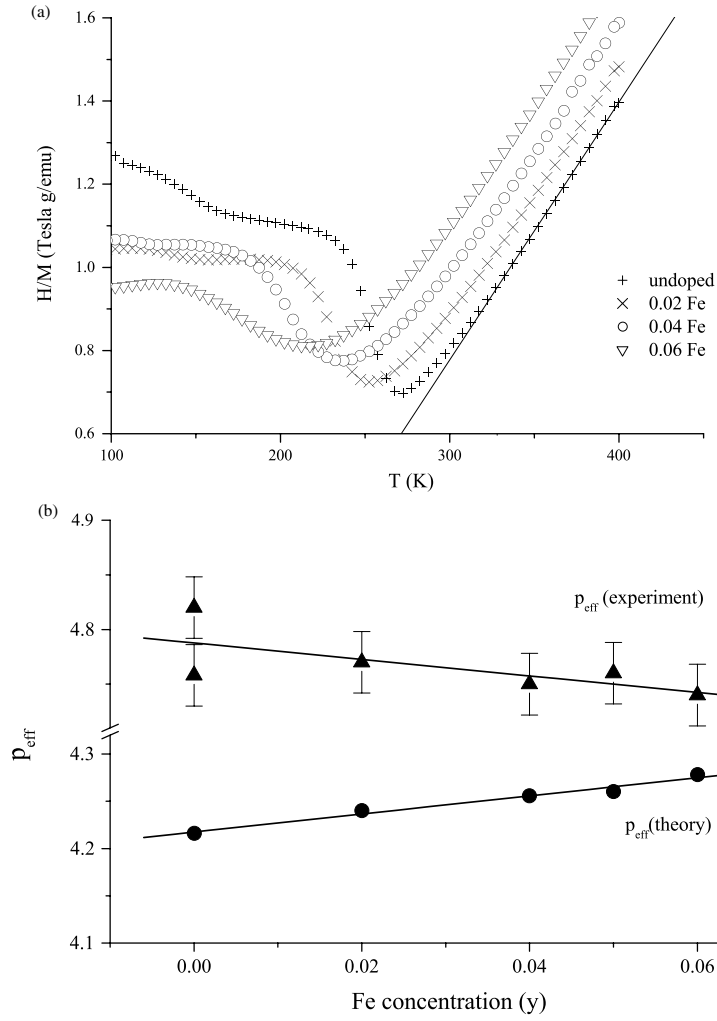 (a)
1.6
1.4
1.2
1.0
0.8
0.6
H/M (Tesla g/emu)
undoped
0.02 Fe
0.04 Fe
0.06 Fe
100
200
300
400
T (K)
(b)
4.9
4.8
4.3
4.2
4.1
p_eff
p_eff (experiment)
p_eff(theory)
0.00
0.02
0.04
0.06
Fe concentration (y)